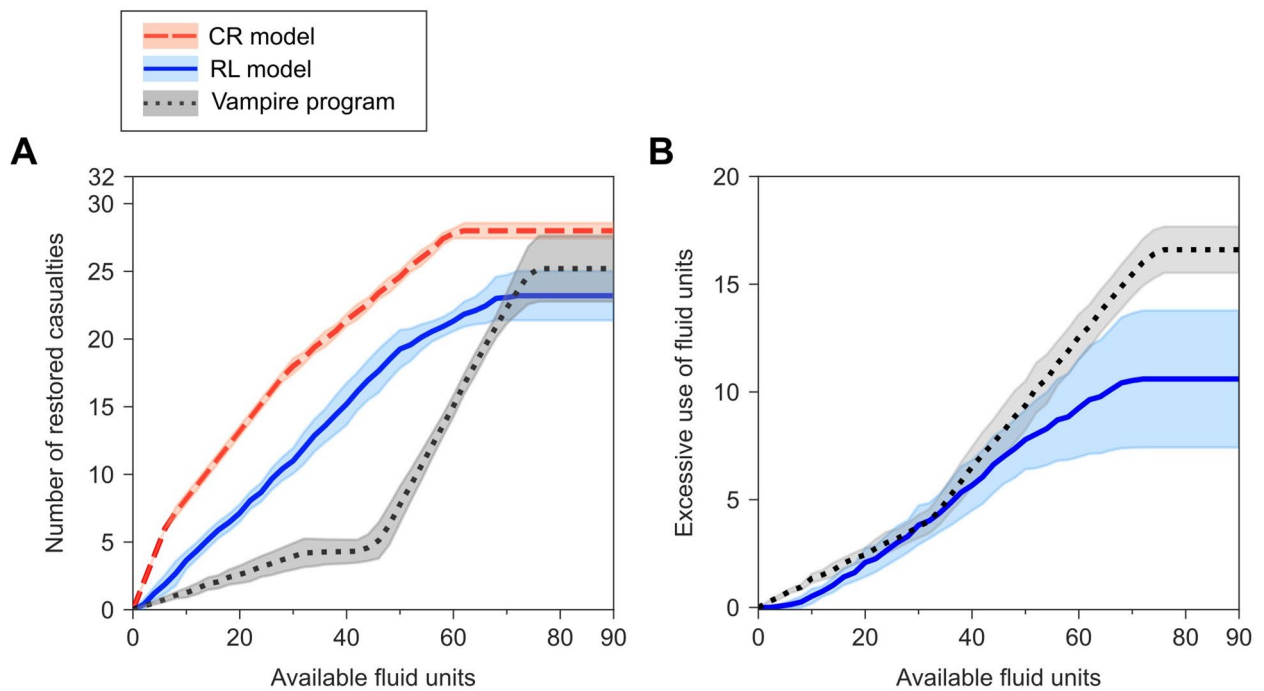 CR model
RL model
Vampire program
A
32
30
25
20
15
10
5
0
Number of restored casualties
0 20 40 60 80 90
Available fluid units
B
20
15
10
5
0
Excessive use of fluid units
0 20 40 60 80 90
Available fluid units